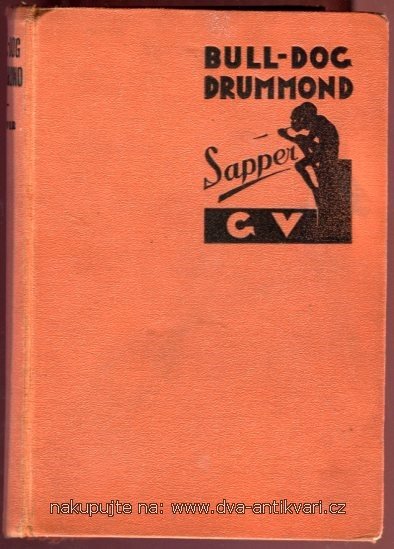 BULL-DOG
DRUMMOND
Sapper
G V
nakupujte na: www.dva-antikvari.cz